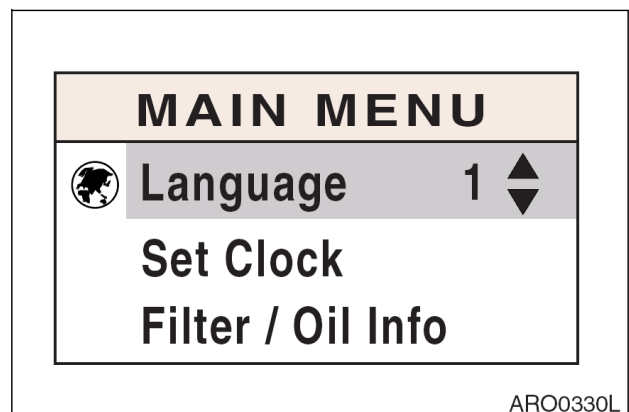 MAIN MENU
Language 1
Set Clock
Filter / Oil Info
ARO0330L